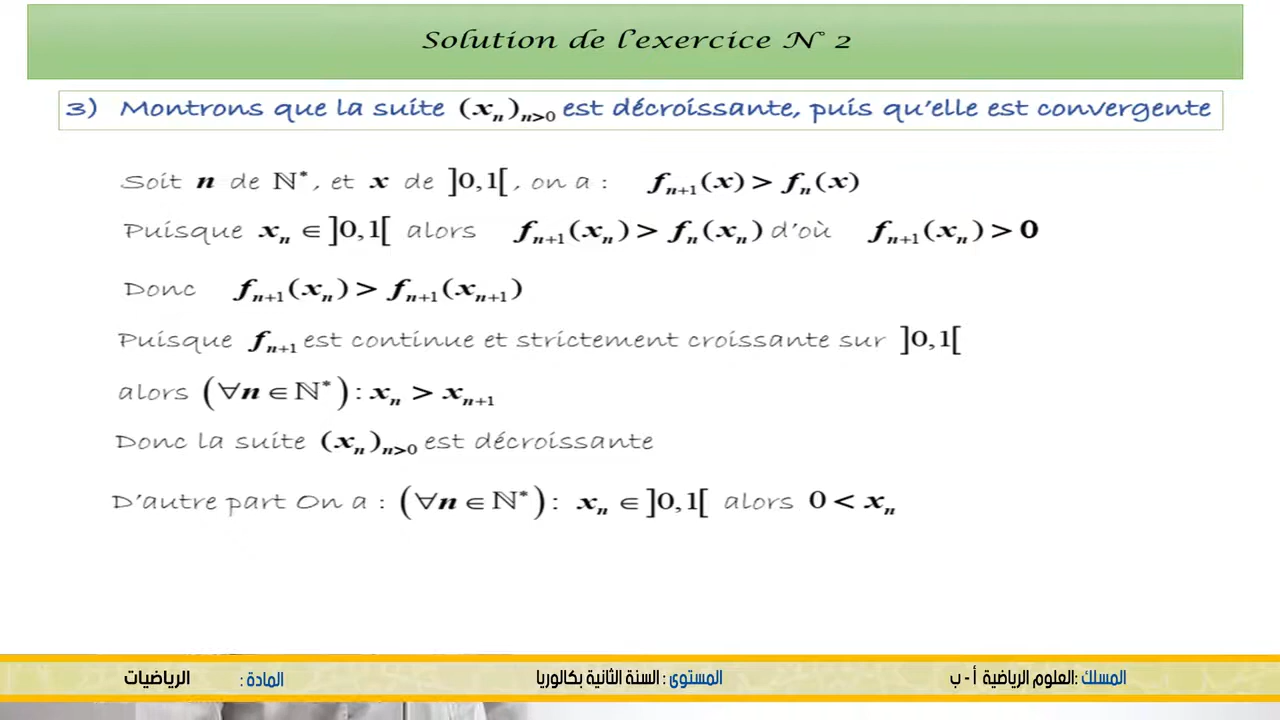 Solution de l'exercice N° 2
3) Montrons que la suite (xₙ)ₙ>₀ est décroissante, puis qu'elle est convergente
Soit n de ℕ*, et x de ]0,1[, on a : fₙ₊₁(x) > fₙ(x)
Puisque xₙ ∈ ]0,1[ alors fₙ₊₁(xₙ) > fₙ(xₙ) d'où fₙ₊₁(xₙ) > 0
Donc fₙ₊₁(xₙ) > fₙ₊₁(xₙ₊₁)
Puisque fₙ₊₁ est continue et strictement croissante sur ]0,1[
alors (∀n ∈ ℕ*) : xₙ > xₙ₊₁
Donc la suite (xₙ)ₙ>₀ est décroissante
D'autre part On a : (∀n ∈ ℕ*) : xₙ ∈ ]0,1[ alors 0 < xₙ
المسلك :العلوم الرياضية أ - ب المستوى : السنة الثانية بكالوريا المادة : الرياضيات